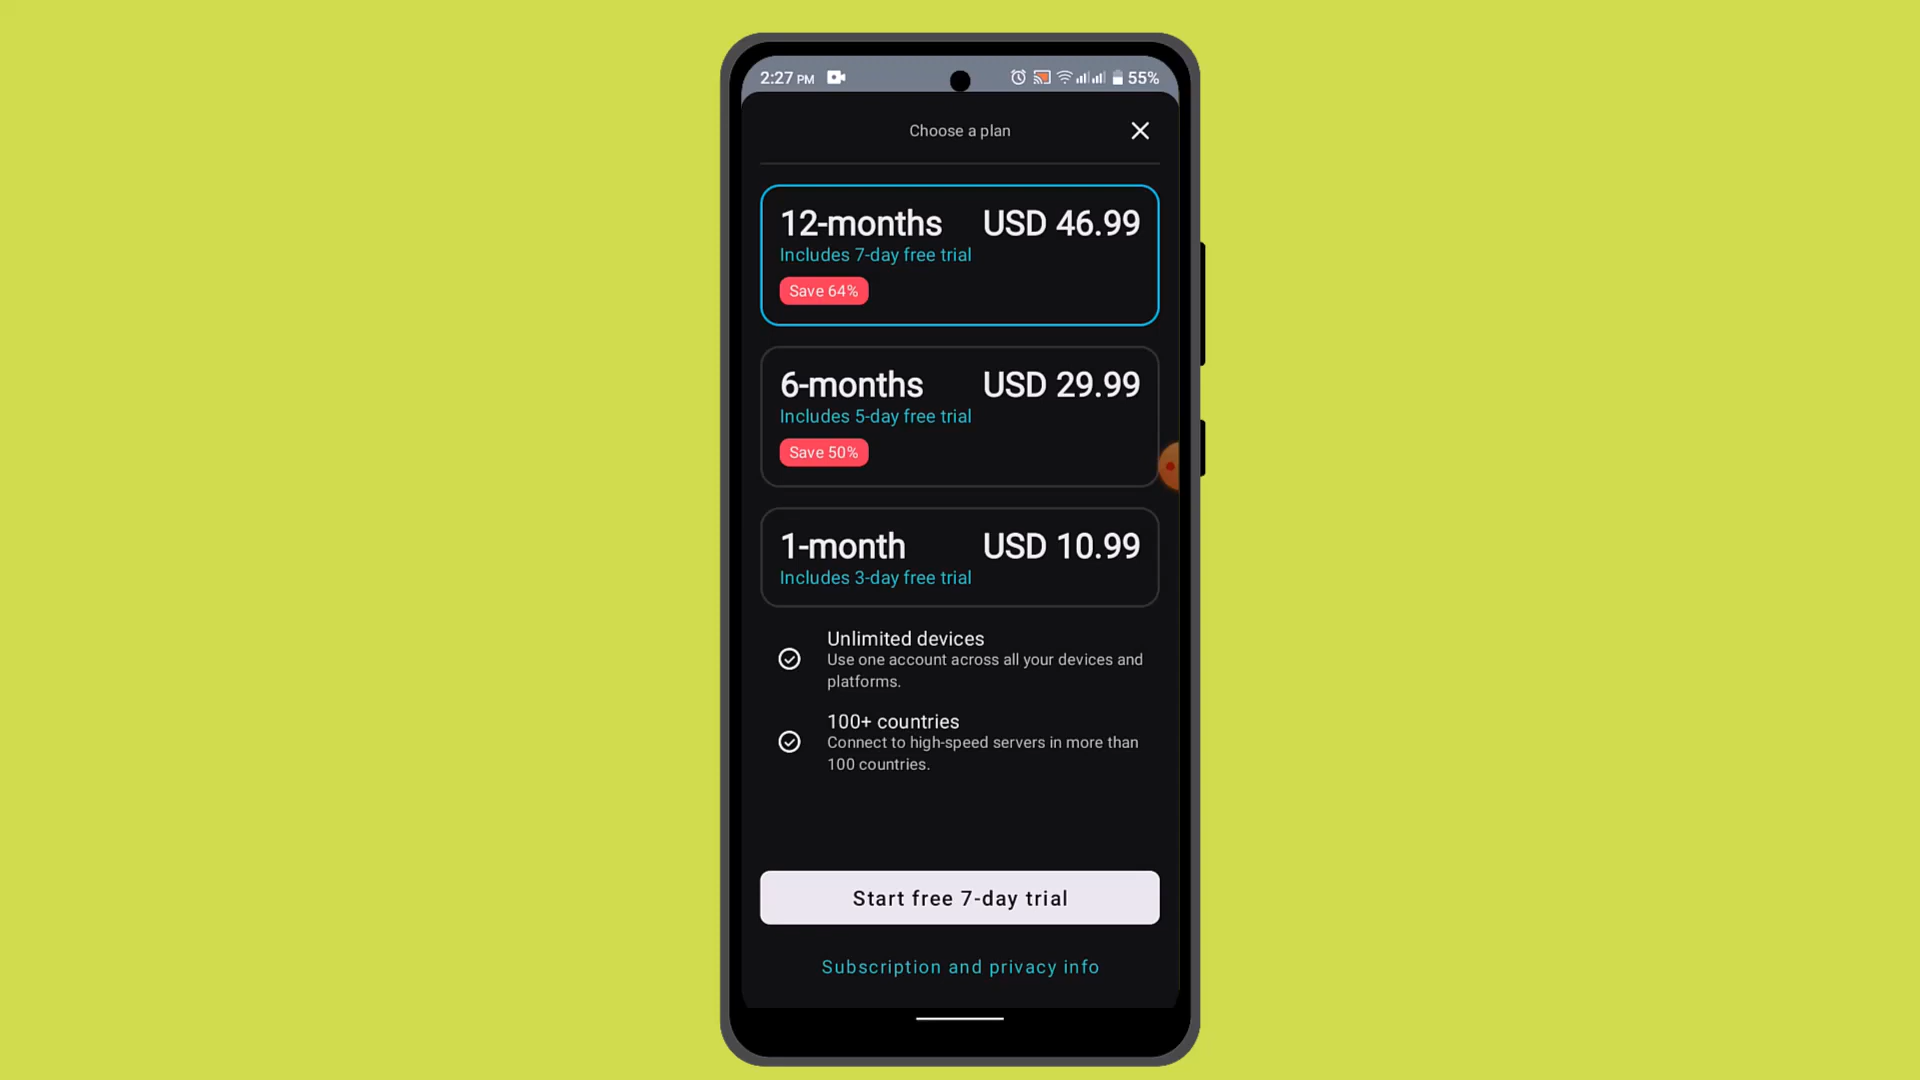 2:27 PM
55%
Choose a plan
12-months USD 46.99
Includes 7-day free trial
Save 64%
6-months USD 29.99
Includes 5-day free trial
Save 50%
1-month USD 10.99
Includes 3-day free trial
Unlimited devices
Use one account across all your devices and
platforms.
100+ countries
Connect to high-speed servers in more than
100 countries.
Start free 7-day trial
Subscription and privacy info